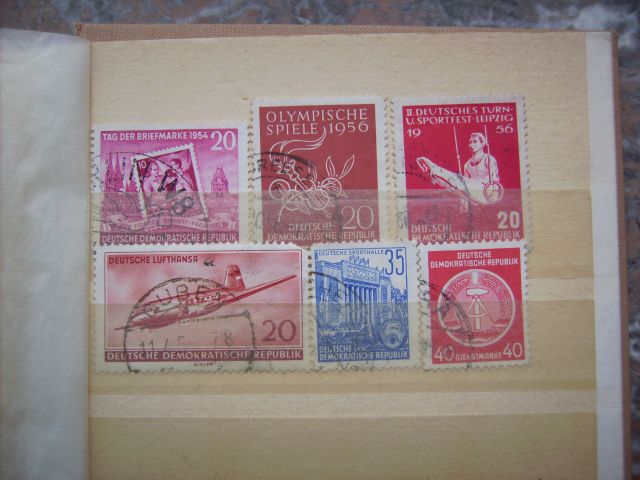 TAG DER BRIEFMARKE 1954 20
10
DEUTSCHE DEMOKRATISCHE REPUBLIK
OLYMPISCHE
SPIELE 1956
20
DEUTSCHE
DEMOKRATISCHE REPUBLIK
II DEUTSCHES TURN-
U. SPORTFEST-LEIPZIG
19 56
20
DEUTSCHE
DEMOKRATISCHE REPUBLIK
DEUTSCHE LUFTHANSA
20
DEUTSCHE DEMOKRATISCHE REPUBLIK
DEUTSCHE SPORTHALLE
35
5
DEUTSCHE
DEMOKRATISCHE REPUBLIK
DEUTSCHE
DEMOKRATISCHE REPUBLIK
40 DIENSTMARKE 40